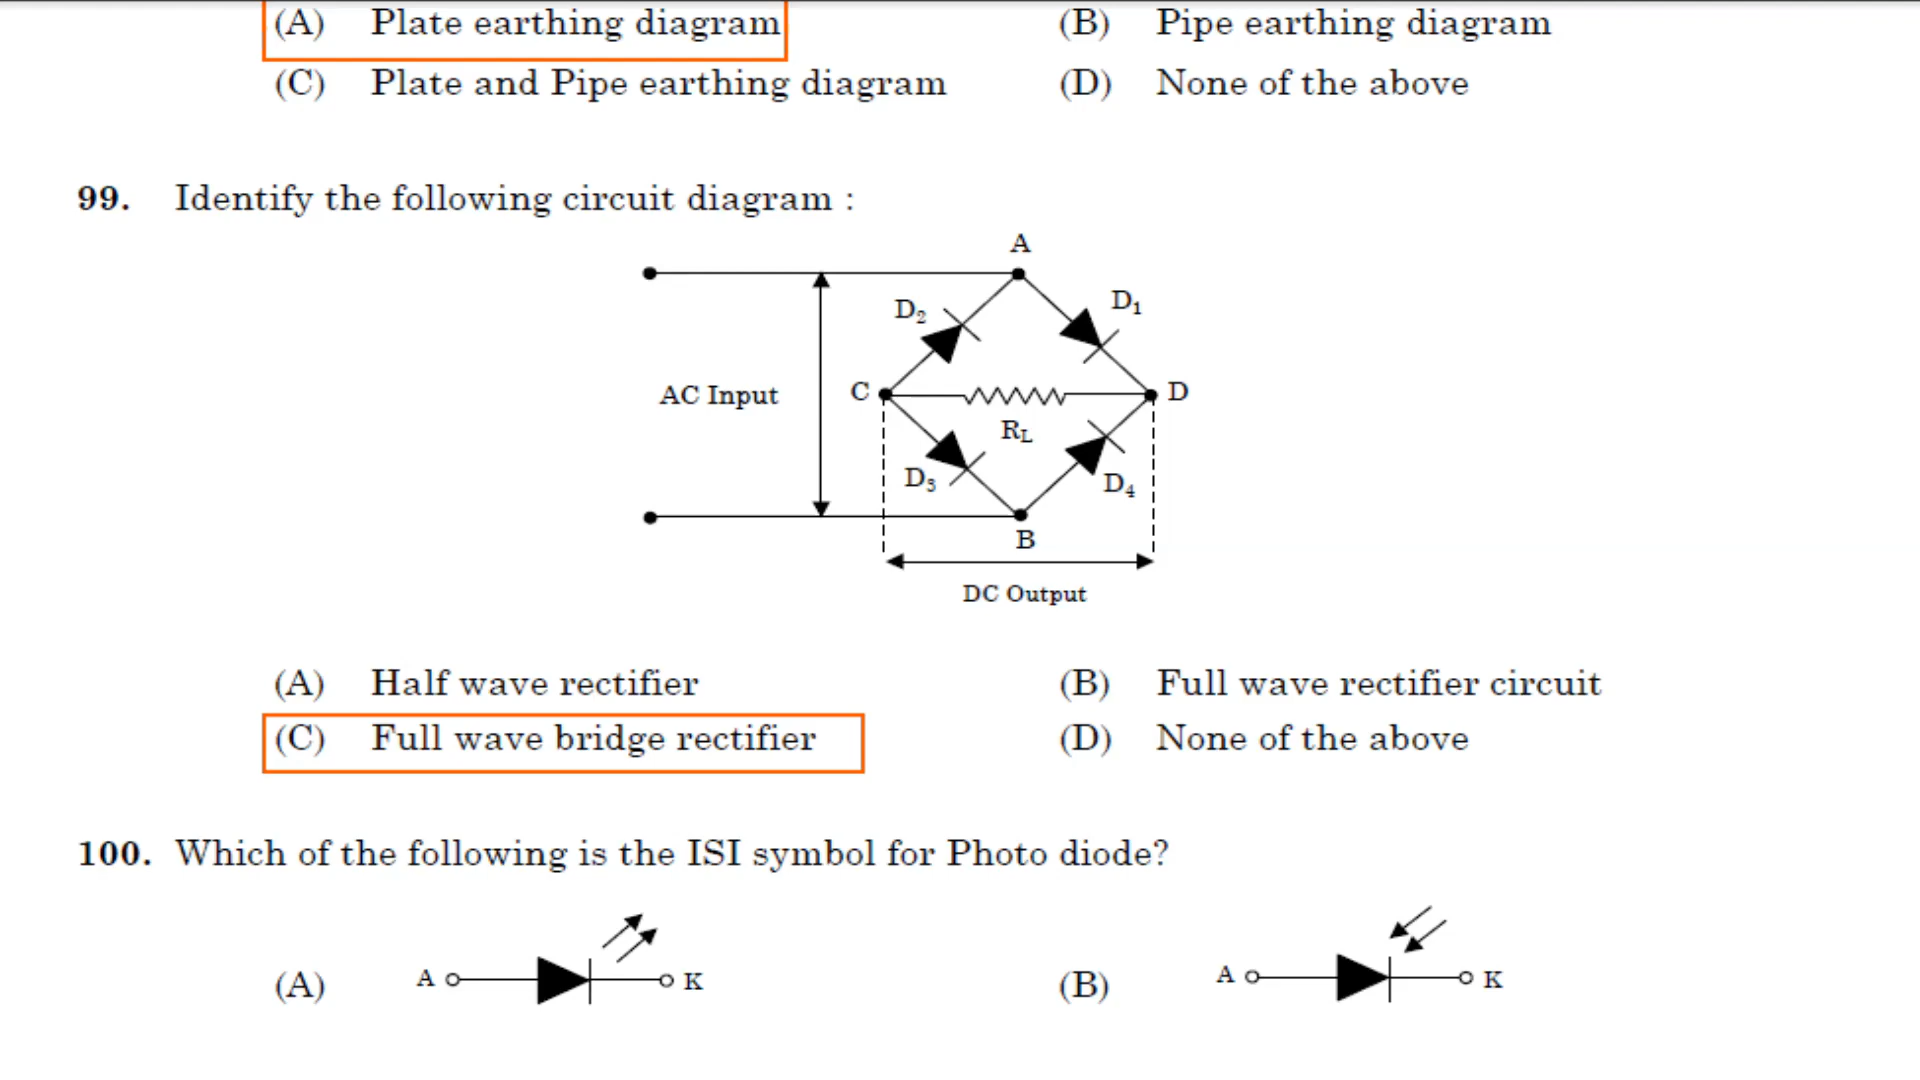 (A) Plate earthing diagram (B) Pipe earthing diagram
(C) Plate and Pipe earthing diagram (D) None of the above
99. Identify the following circuit diagram :
A
D₂ D₁
AC Input C D
R_L
D₃ D₄
B
DC Output
(A) Half wave rectifier (B) Full wave rectifier circuit
(C) Full wave bridge rectifier (D) None of the above
100. Which of the following is the ISI symbol for Photo diode?
(A) A K (B) A K